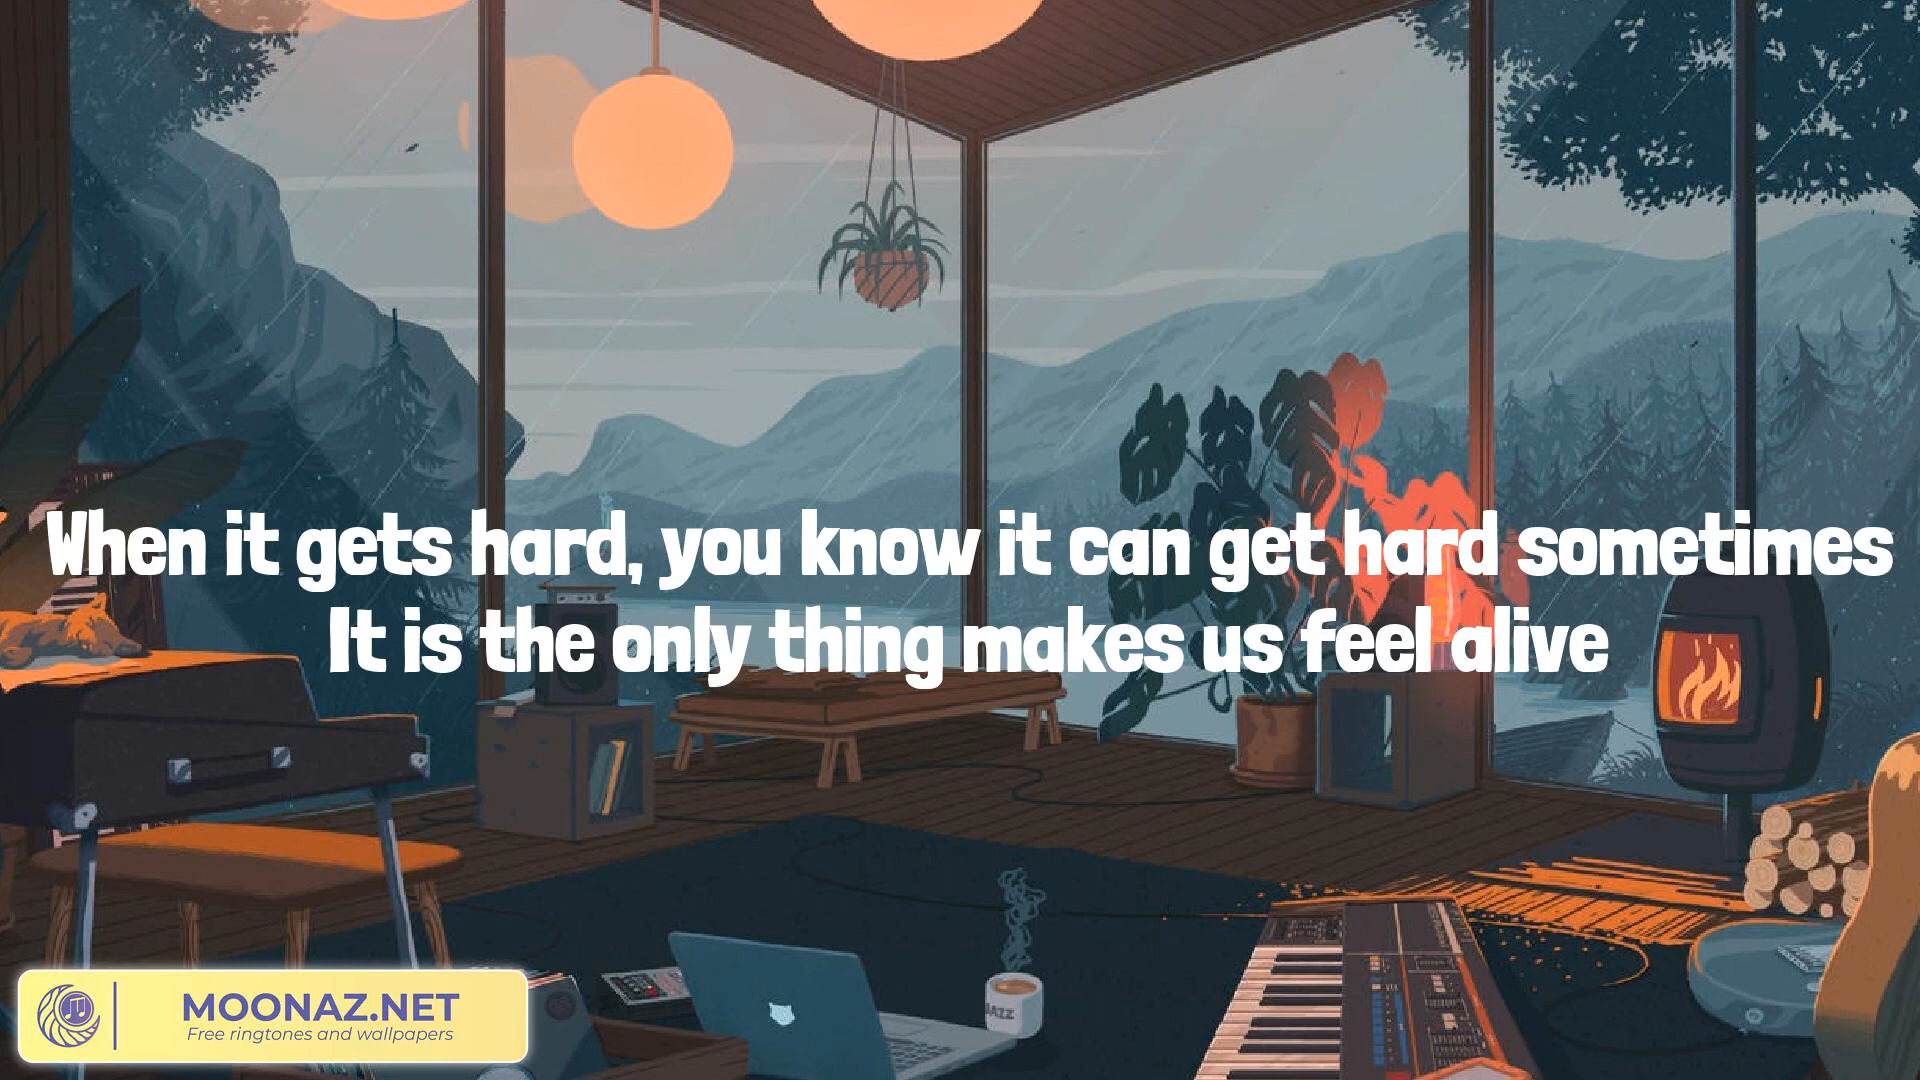 When it gets hard, you know it can get hard sometimes
It is the only thing makes us feel alive
JAZZ
MOONAZ.NET
Free ringtones and wallpapers